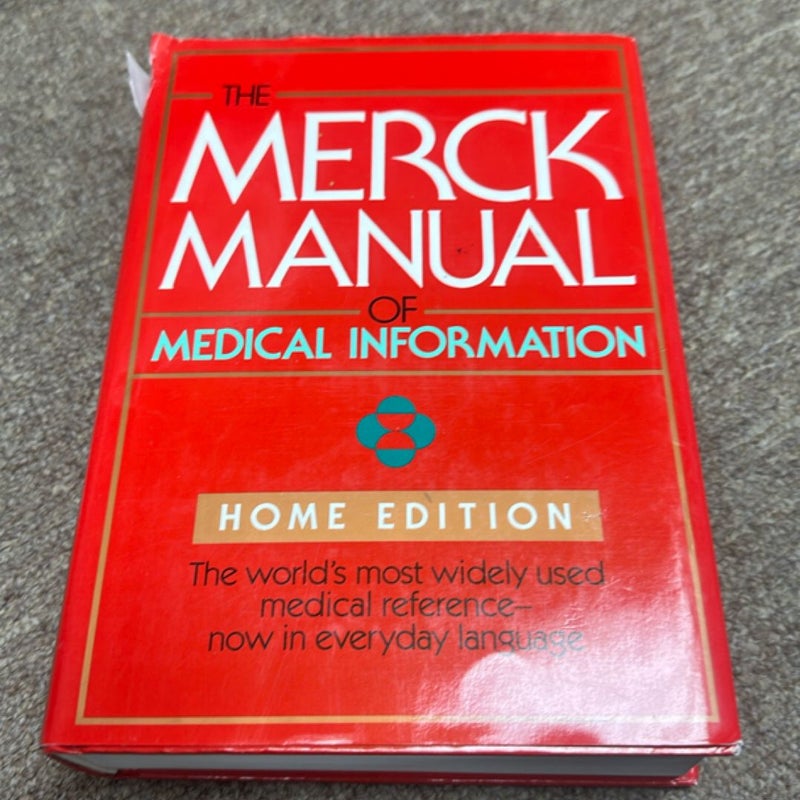 THE
MERCK
MANUAL
OF
MEDICAL INFORMATION
HOME EDITION
The world's most widely used
medical reference–
now in everyday language